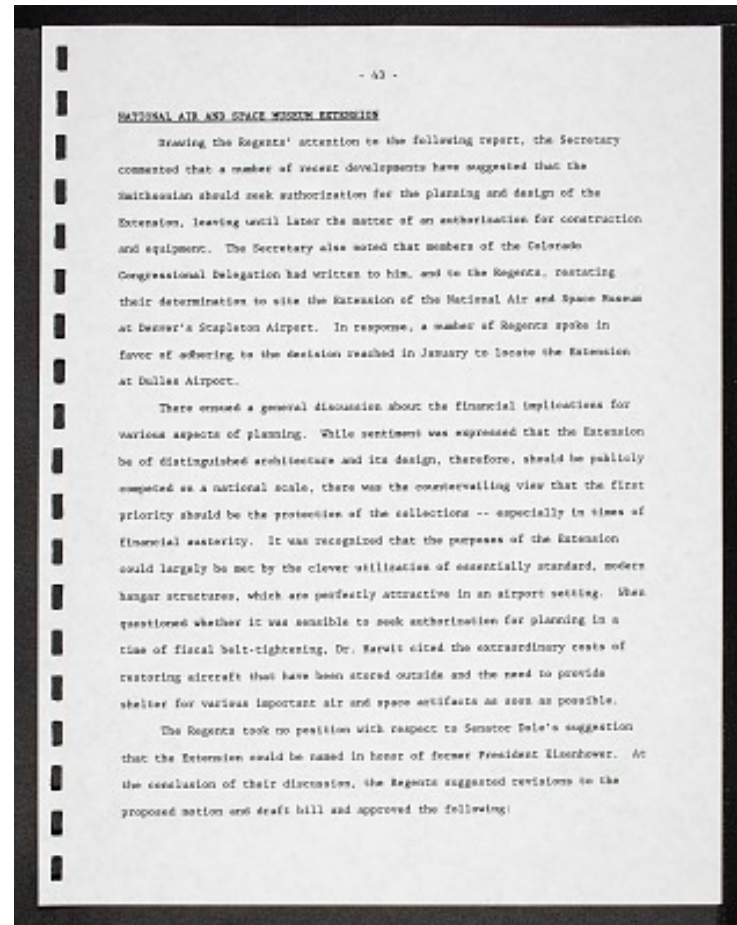 - 43 -
NATIONAL AIR AND SPACE MUSEUM EXTENSION
Drawing the Regents' attention to the following report, the Secretary
commented that a number of recent developments have suggested that the
Smithsonian should seek authorization for the planning and design of the
Extension, leaving until later the matter of an authorization for construction
and equipment. The Secretary also noted that members of the Colorado
Congressional Delegation had written to him, and to the Regents, restating
their determination to site the Extension of the National Air and Space Museum
at Denver's Stapleton Airport. In response, a number of Regents spoke in
favor of adhering to the decision reached in January to locate the Extension
at Dulles Airport.
There ensued a general discussion about the financial implications for
various aspects of planning. While sentiment was expressed that the Extension
be of distinguished architecture and its design, therefore, should be publicly
competed on a national scale, there was the countervailing view that the first
priority should be the protection of the collections -- especially in times of
financial austerity. It was recognized that the purposes of the Extension
could largely be met by the clever utilization of essentially standard, modern
hangar structures, which are perfectly attractive in an airport setting. When
questioned whether it was sensible to seek authorization for planning in a
time of fiscal belt-tightening, Dr. Harwit cited the extraordinary costs of
restoring aircraft that have been stored outside and the need to provide
shelter for various important air and space artifacts as soon as possible.
The Regents took no position with respect to Senator Dole's suggestion
that the Extension could be named in honor of former President Eisenhower. At
the conclusion of their discussion, the Regents suggested revisions to the
proposed motion and draft bill and approved the following: